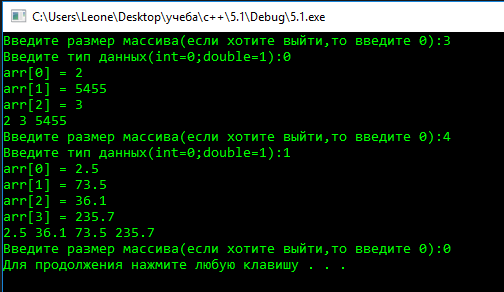 C:\Users\Leone\Desktop\учеба\c++\5.1\Debug\5.1.exe
Введите размер массива(если хотите выйти,то введите 0):3
Введите тип данных(int=0;double=1):0
arr[0] = 2
arr[1] = 5455
arr[2] = 3
2 3 5455
Введите размер массива(если хотите выйти,то введите 0):4
Введите тип данных(int=0;double=1):1
arr[0] = 2.5
arr[1] = 73.5
arr[2] = 36.1
arr[3] = 235.7
2.5 36.1 73.5 235.7
Введите размер массива(если хотите выйти,то введите 0):0
Для продолжения нажмите любую клавишу . . .